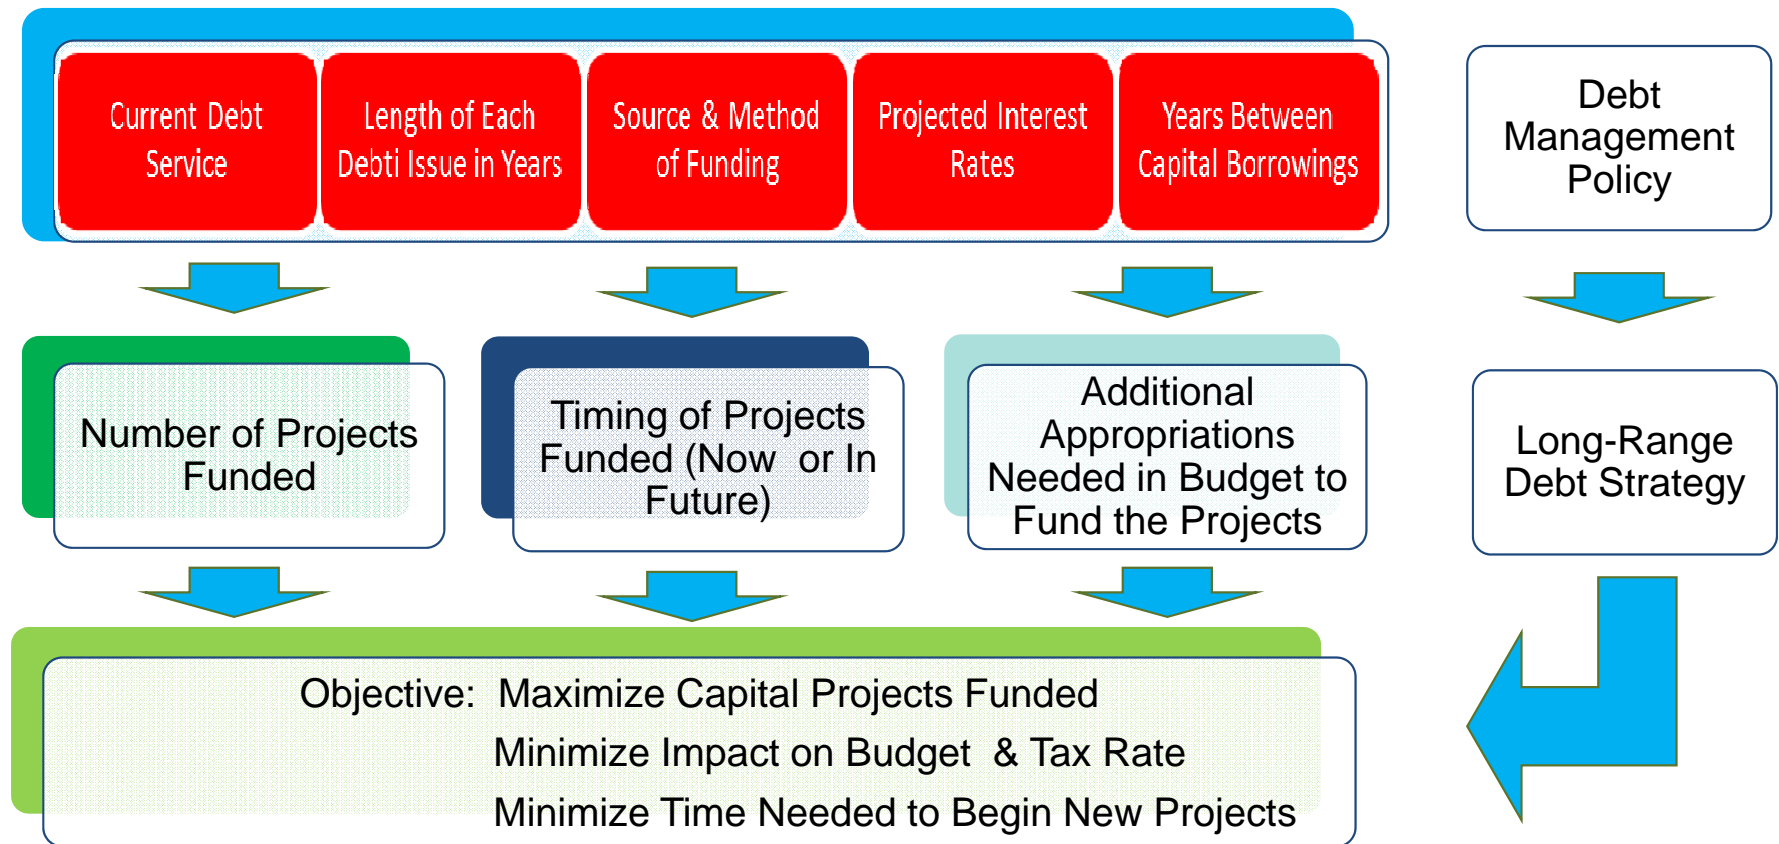 Current Debt
Service
Length of Each
Debti Issue in Years
Source & Method
of Funding
Projected Interest
Rates
Years Between
Capital Borrowings
Debt
Management
Policy
Number of Projects
Funded
Timing of Projects
Funded (Now or In
Future)
Additional
Appropriations
Needed in Budget to
Fund the Projects
Long-Range
Debt Strategy
Objective: Maximize Capital Projects Funded
Minimize Impact on Budget & Tax Rate
Minimize Time Needed to Begin New Projects